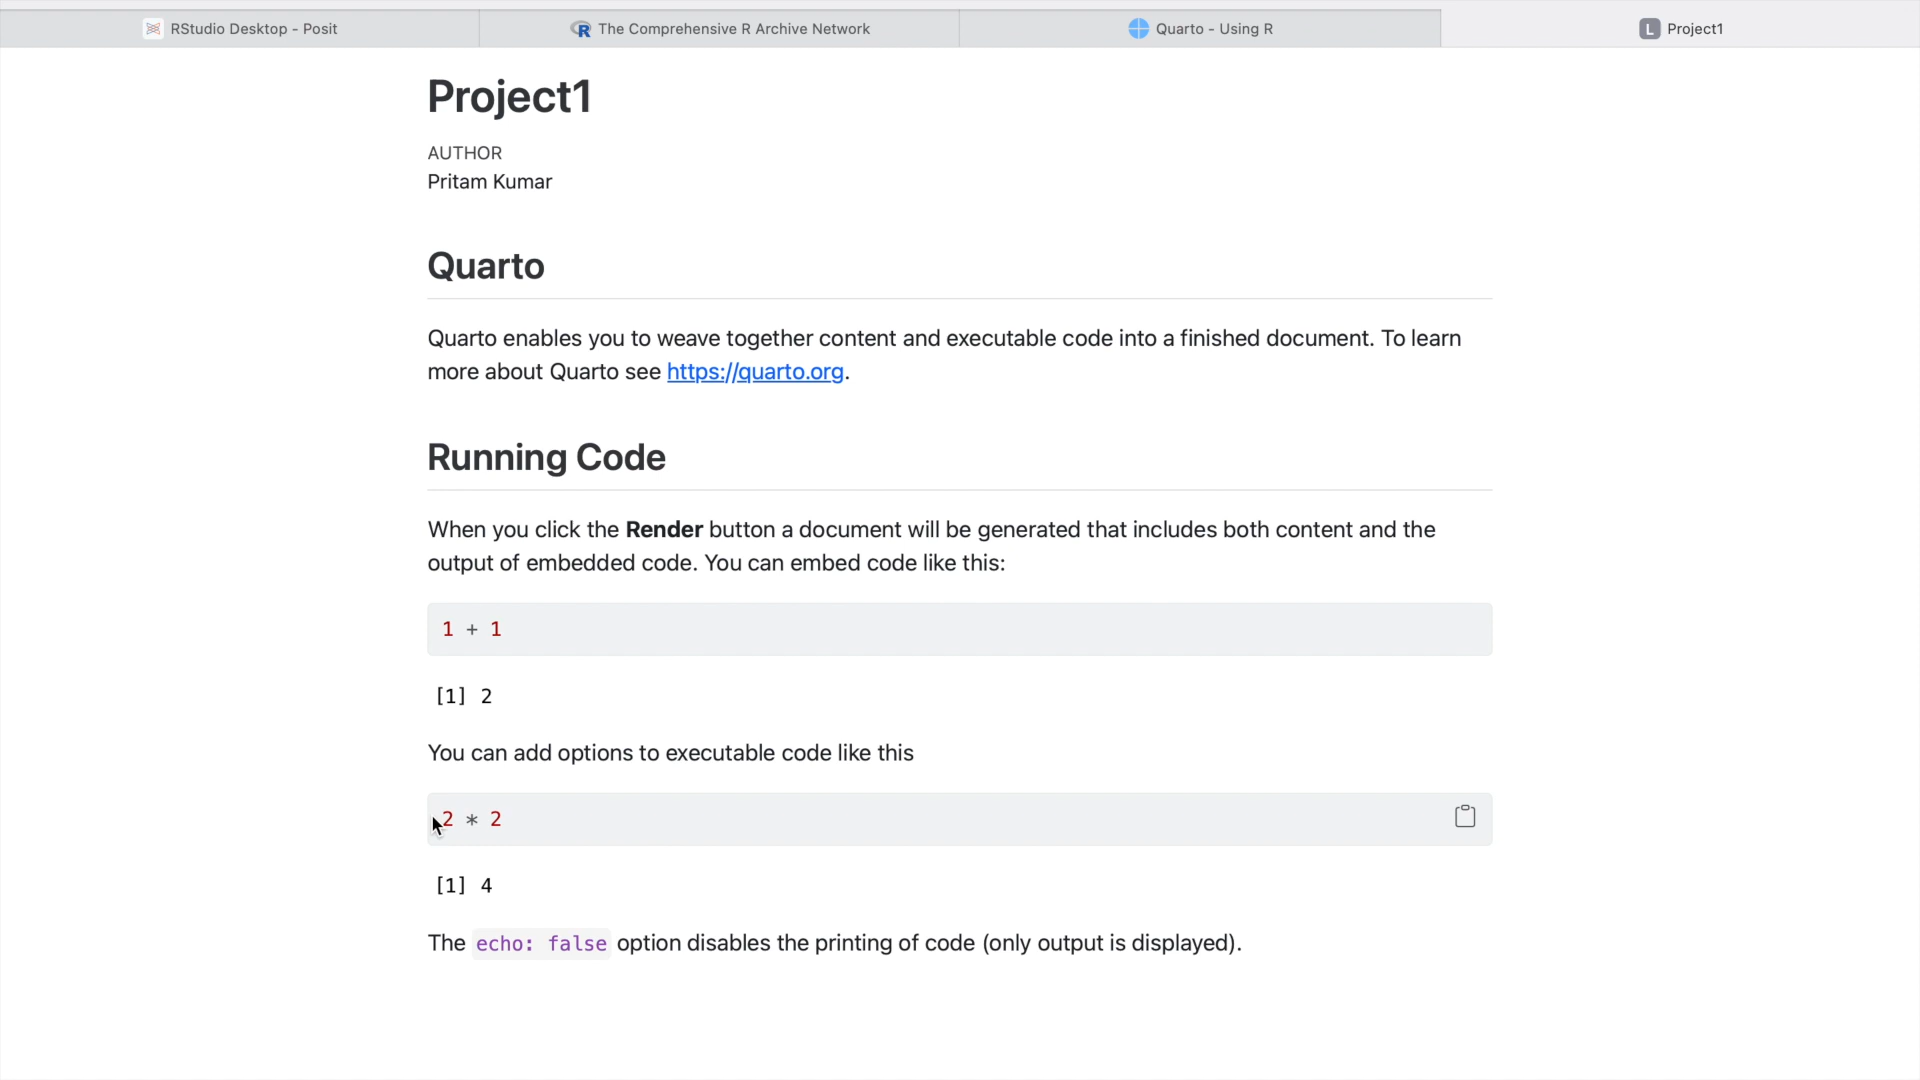 RStudio Desktop - Posit
The Comprehensive R Archive Network
Quarto - Using R
L Project1
Project1
AUTHOR
Pritam Kumar
Quarto
Quarto enables you to weave together content and executable code into a finished document. To learn
more about Quarto see https://quarto.org.
Running Code
When you click the Render button a document will be generated that includes both content and the
output of embedded code. You can embed code like this:
1 + 1
[1] 2
You can add options to executable code like this
2 * 2
[1] 4
The echo: false option disables the printing of code (only output is displayed).